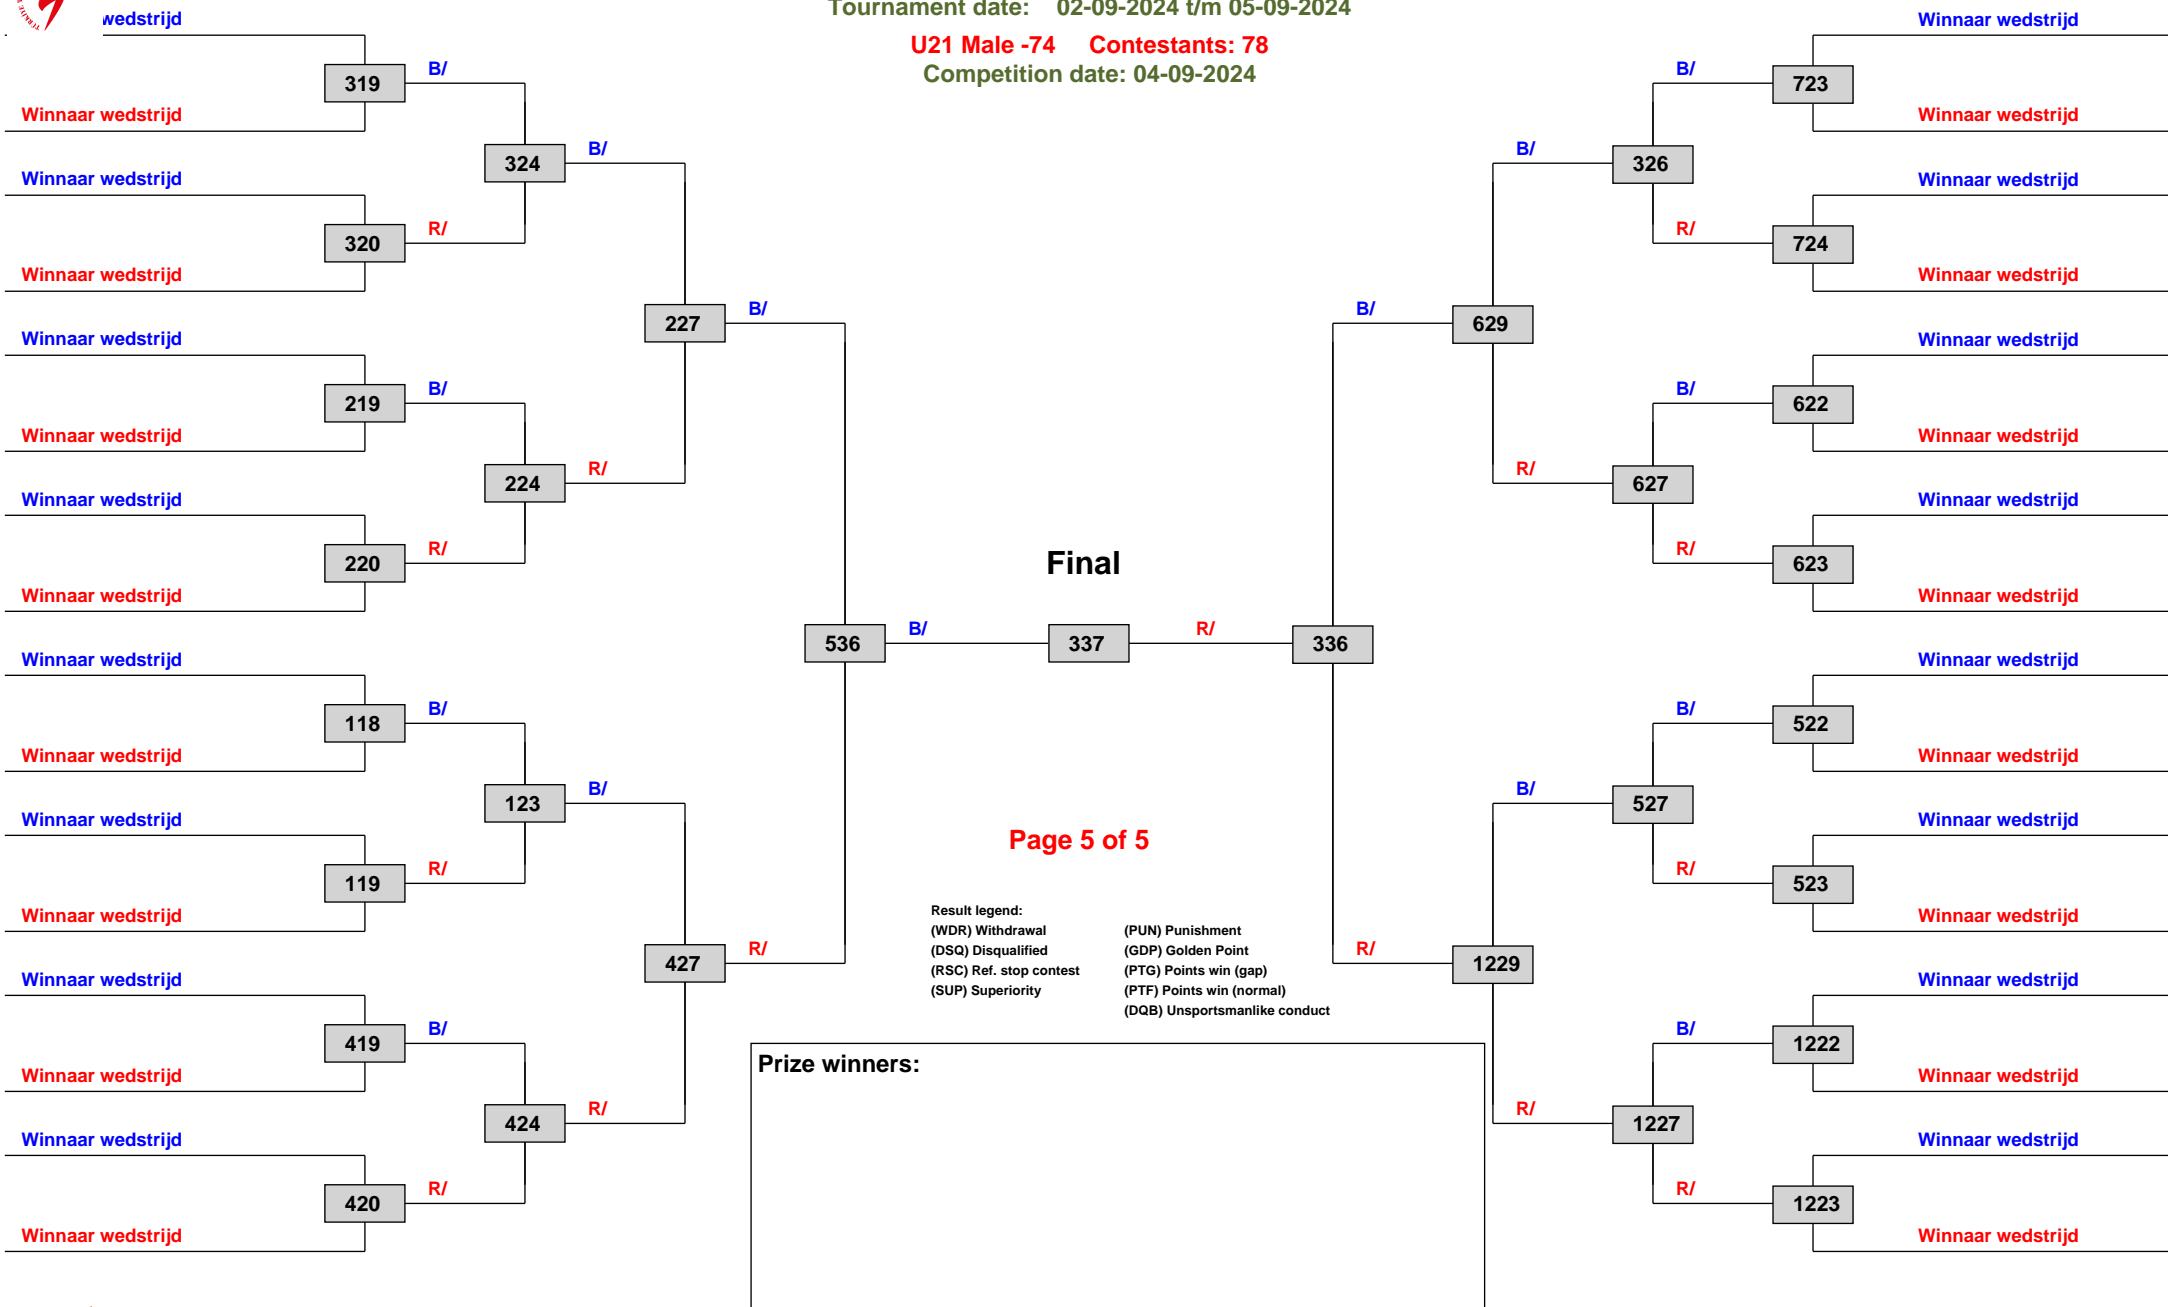 Tournament date: 02-09-2024 t/m 05-09-2024
U21 Male -74 Contestants: 78
Competition date: 04-09-2024
wedstrijd
319
B/
Winnaar wedstrijd
324
B/
Winnaar wedstrijd
320
R/
Winnaar wedstrijd
227
B/
Winnaar wedstrijd
219
B/
Winnaar wedstrijd
224
R/
Winnaar wedstrijd
220
R/
Winnaar wedstrijd
536
B/
Winnaar wedstrijd
118
B/
Winnaar wedstrijd
123
B/
Winnaar wedstrijd
119
R/
Winnaar wedstrijd
427
R/
Winnaar wedstrijd
419
B/
Winnaar wedstrijd
424
R/
Winnaar wedstrijd
420
R/
Winnaar wedstrijd
Final
337
R/
336
Winnaar wedstrijd
B/
723
Winnaar wedstrijd
B/
326
Winnaar wedstrijd
R/
724
Winnaar wedstrijd
B/
629
Winnaar wedstrijd
B/
622
Winnaar wedstrijd
R/
627
Winnaar wedstrijd
R/
623
Winnaar wedstrijd
Winnaar wedstrijd
B/
522
Winnaar wedstrijd
B/
527
Winnaar wedstrijd
R/
523
Winnaar wedstrijd
R/
1229
Winnaar wedstrijd
B/
1222
Winnaar wedstrijd
R/
1227
Winnaar wedstrijd
R/
1223
Winnaar wedstrijd
Page 5 of 5
Result legend:
(WDR) Withdrawal (PUN) Punishment
(DSQ) Disqualified (GDP) Golden Point
(RSC) Ref. stop contest (PTG) Points win (gap)
(SUP) Superiority (PTF) Points win (normal)
(DQB) Unsportsmanlike conduct
Prize winners: